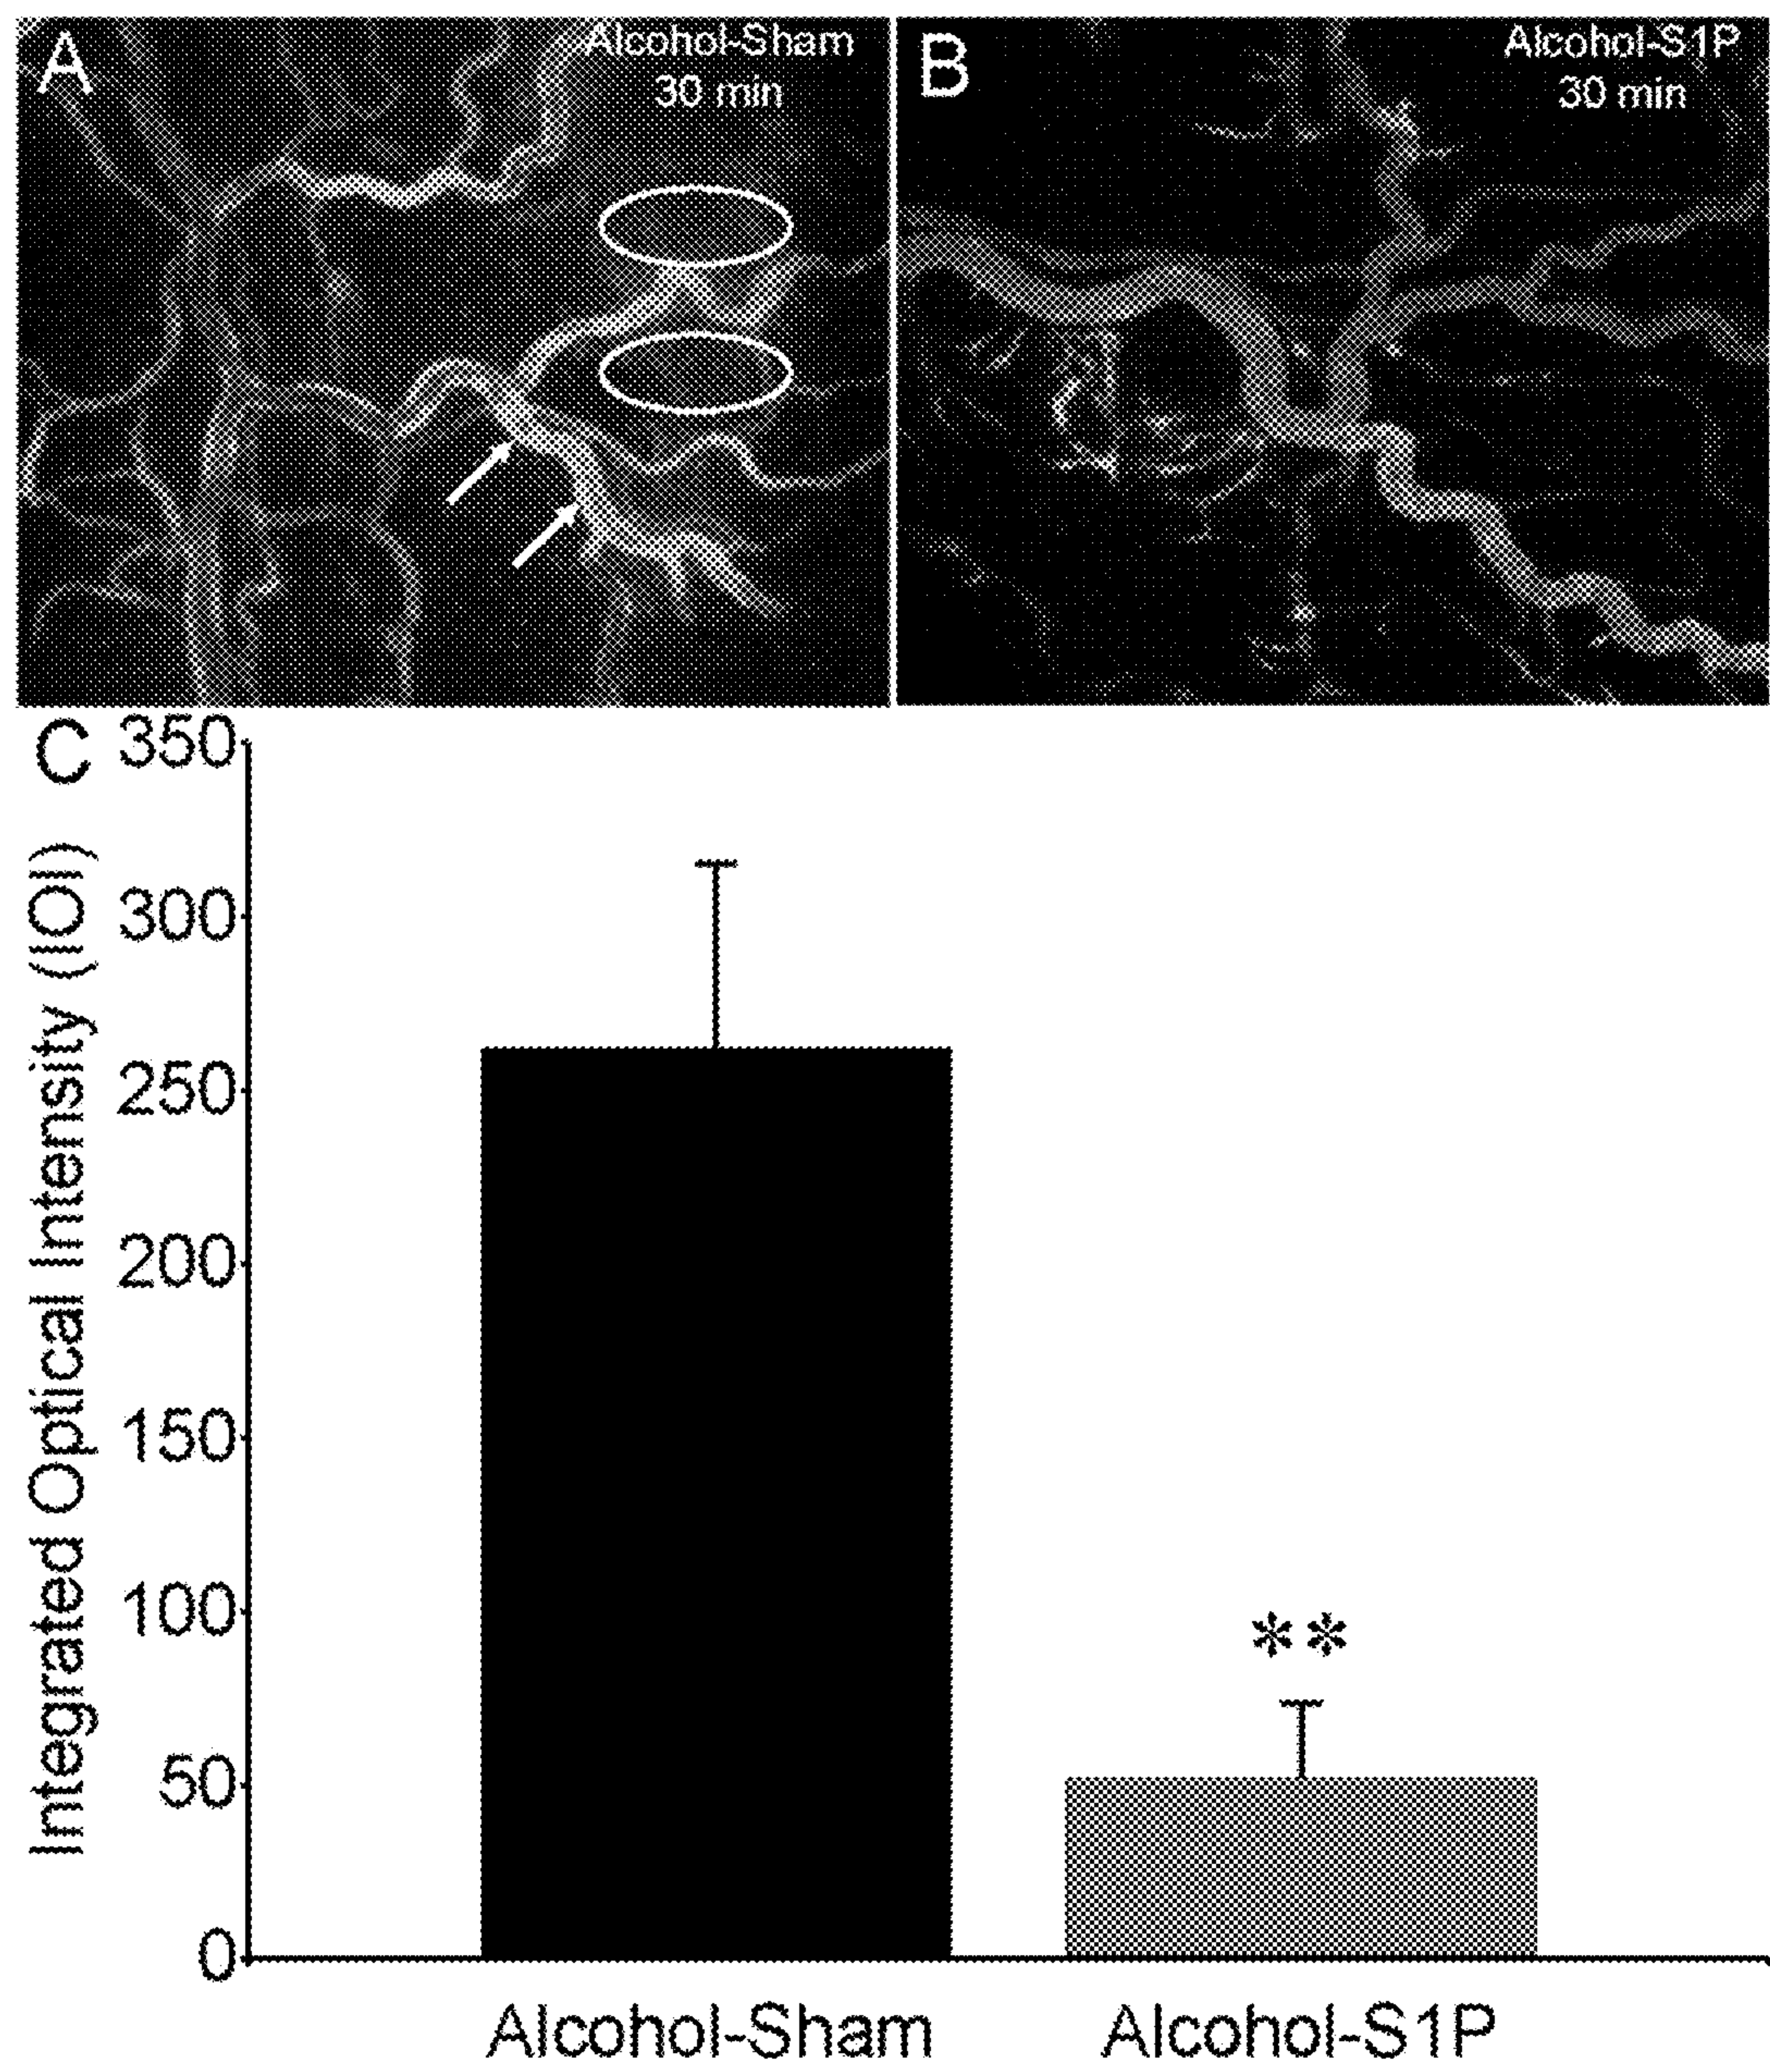 A
Alcohol-Sham
30 min
B
Alcohol-S1P
30 min
C
350
300
250
200
150
100
50
0
Integrated Optical Intensity (IOI)
**
Alcohol-Sham
Alcohol-S1P